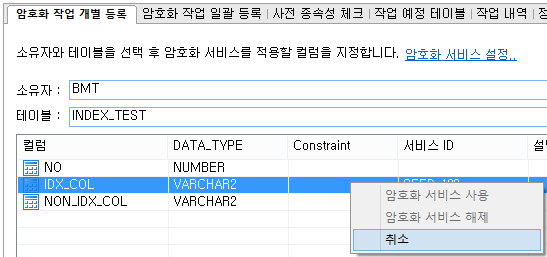 암호화 작업 개별 등록 암호화 작업 일괄 등록 사전 종속성 체크 작업 예정 테이블 작업 내역
소유자와 테이블을 선택 후 암호화 서비스를 적용할 컬럼을 지정합니다. 암호화 서비스 설정..
소유자 : BMT
테이블 : INDEX_TEST
컬럼 DATA_TYPE Constraint 서비스 ID
NO NUMBER
IDX_COL VARCHAR2
NON_IDX_COL VARCHAR2
암호화 서비스 사용
암호화 서비스 해제
취소